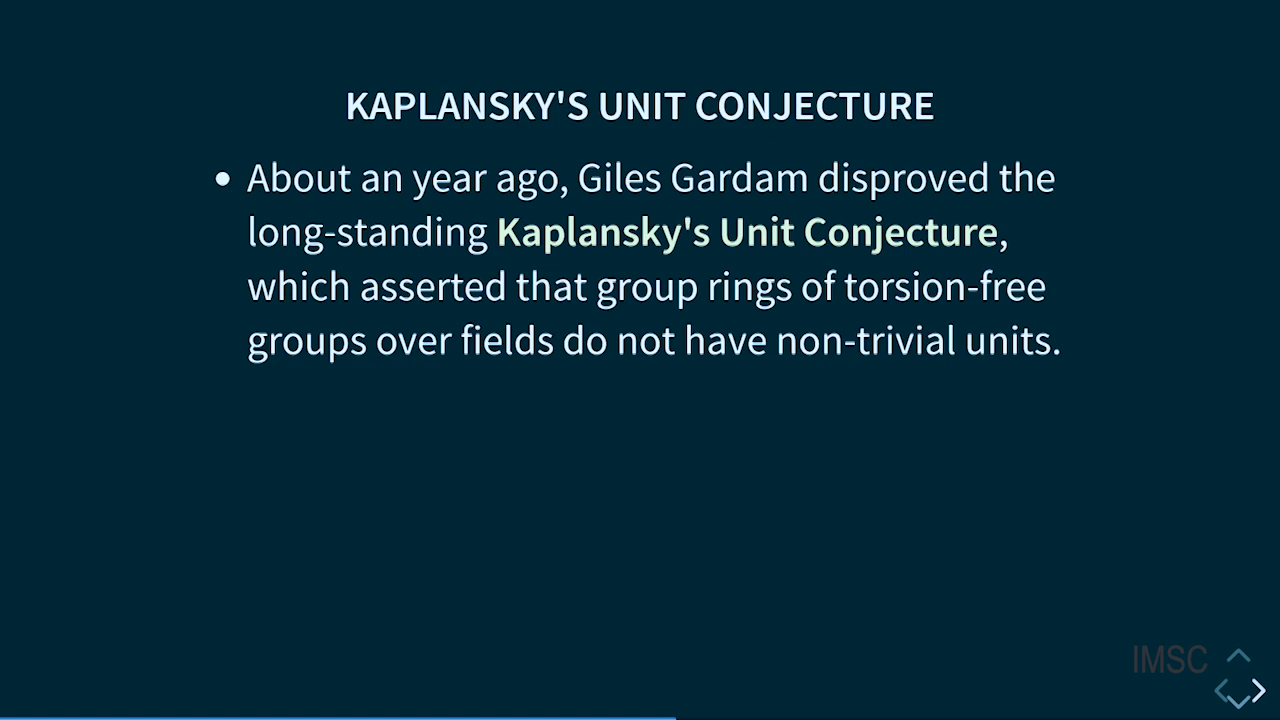 KAPLANSKY'S UNIT CONJECTURE
• About an year ago, Giles Gardam disproved the
long-standing Kaplansky's Unit Conjecture,
which asserted that group rings of torsion-free
groups over fields do not have non-trivial units.
IMSC